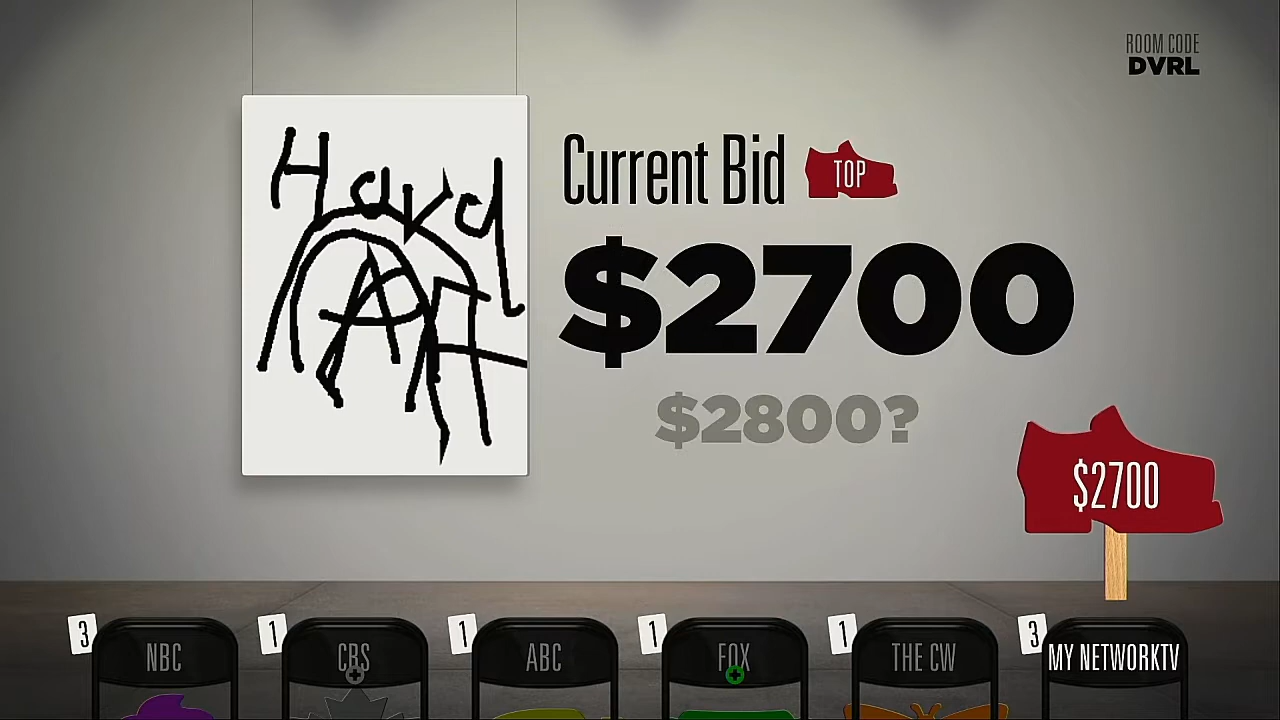 ROOM CODE
DVRL
Hard
Art
Current Bid TOP
$2700
$2800?
$2700
3 NBC 1 CBS 1 ABC 1 FOX 1 THE CW 3 MY NETWORKTV